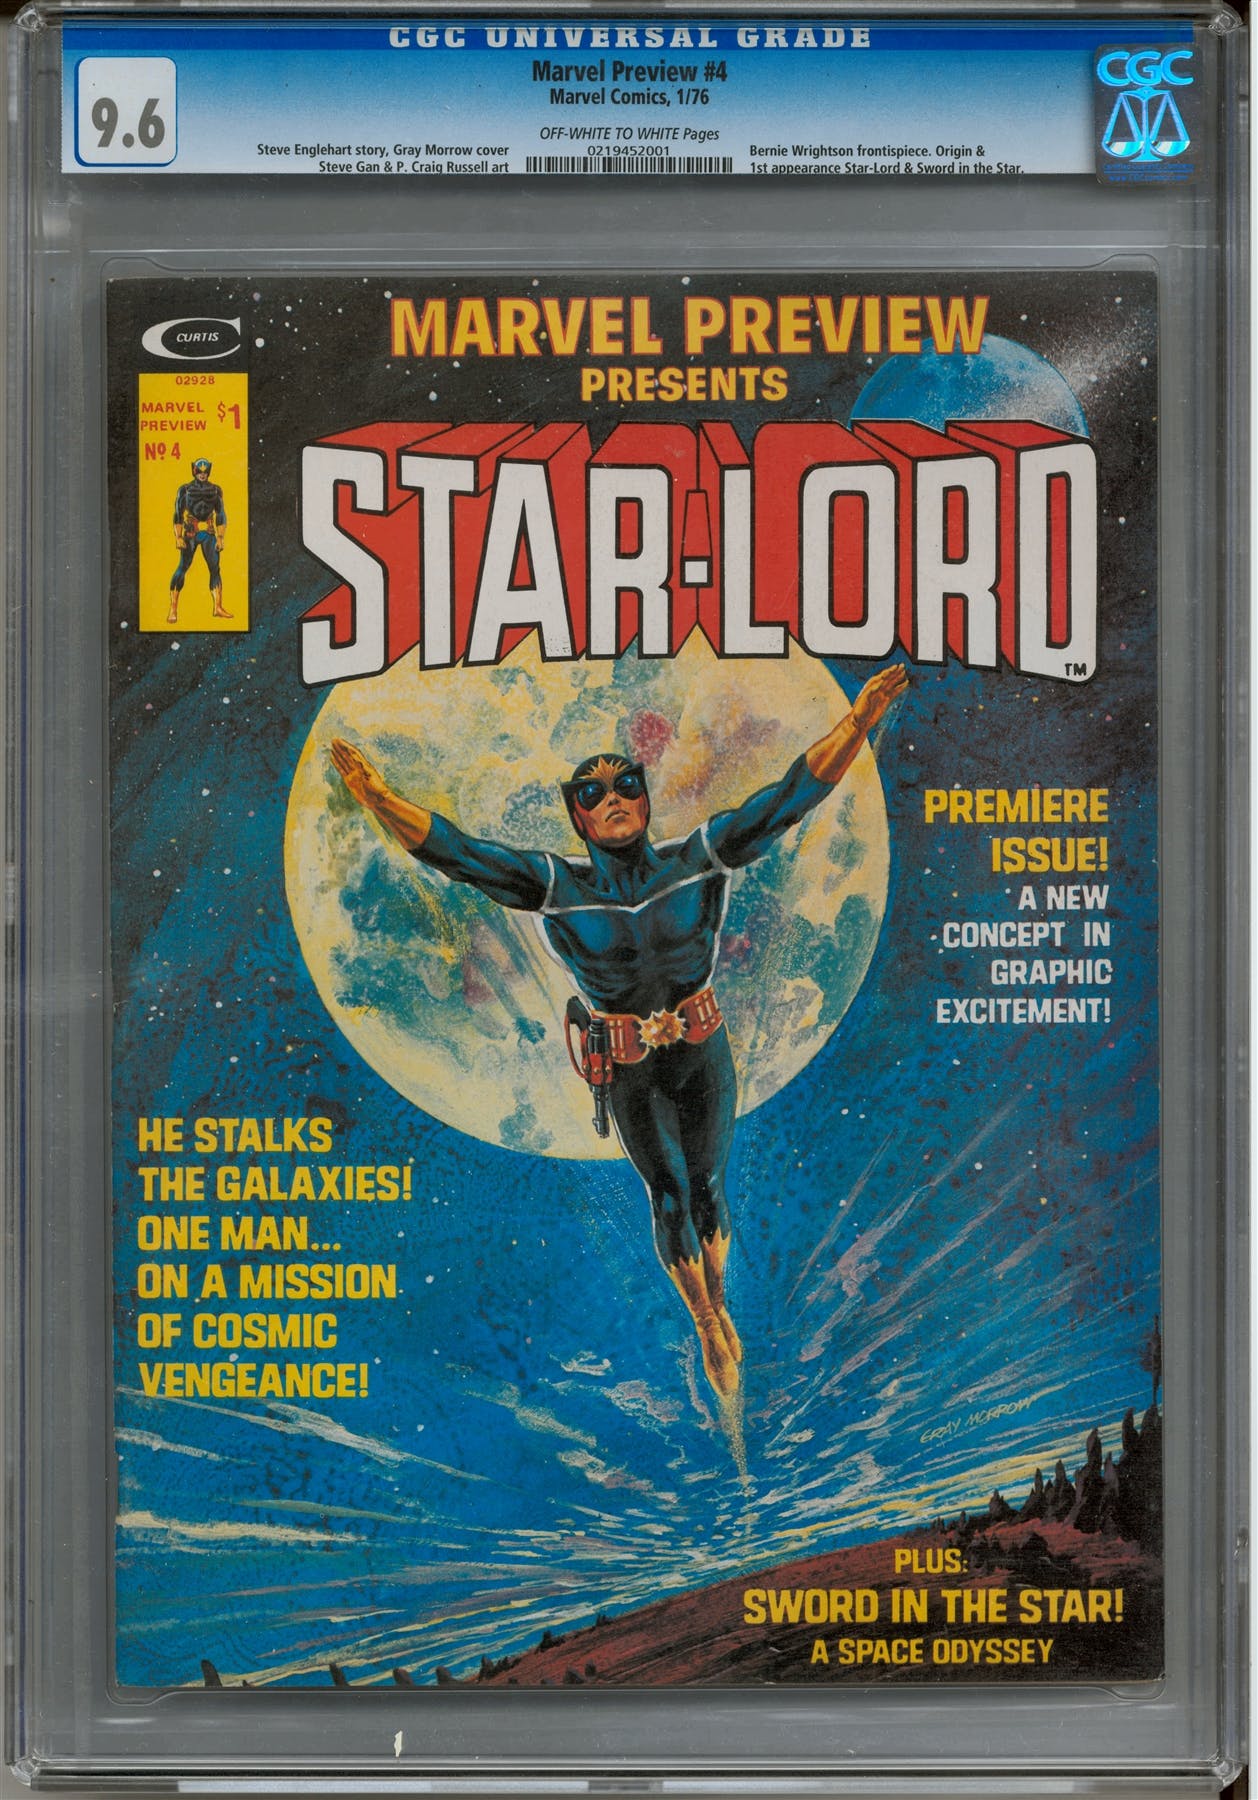 CGC UNIVERSAL GRADE
9.6
Marvel Preview #4
Marvel Comics, 1/76
OFF-WHITE TO WHITE Pages
0219452001
Steve Englehart story, Gray Morrow cover
Steve Gan & P. Craig Russell art
Bernie Wrightson frontispiece. Origin &
1st appearance Star-Lord & Sword in the Star.
CGC
CURTIS
02928
MARVEL $1
PREVIEW
Nº 4
MARVEL PREVIEW
PRESENTS
STAR-LORD
TM
PREMIERE
ISSUE!
A NEW
CONCEPT IN
GRAPHIC
EXCITEMENT!
HE STALKS
THE GALAXIES!
ONE MAN...
ON A MISSION
OF COSMIC
VENGEANCE!
GRAY MORROW
PLUS:
SWORD IN THE STAR!
A SPACE ODYSSEY